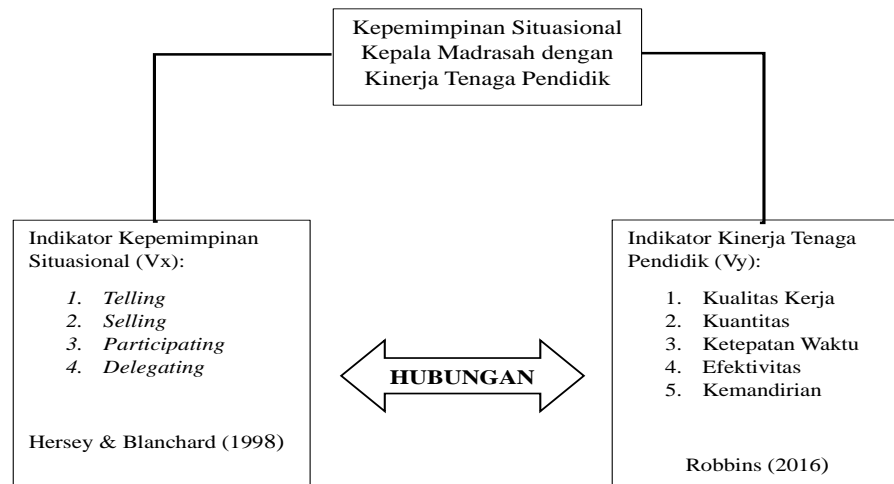 Kepemimpinan Situasional
Kepala Madrasah dengan
Kinerja Tenaga Pendidik
Indikator Kepemimpinan
Situasional (Vx):
1. Telling
2. Selling
3. Participating
4. Delegating
Hersey & Blanchard (1998)
HUBUNGAN
Indikator Kinerja Tenaga
Pendidik (Vy):
1. Kualitas Kerja
2. Kuantitas
3. Ketepatan Waktu
4. Efektivitas
5. Kemandirian
Robbins (2016)